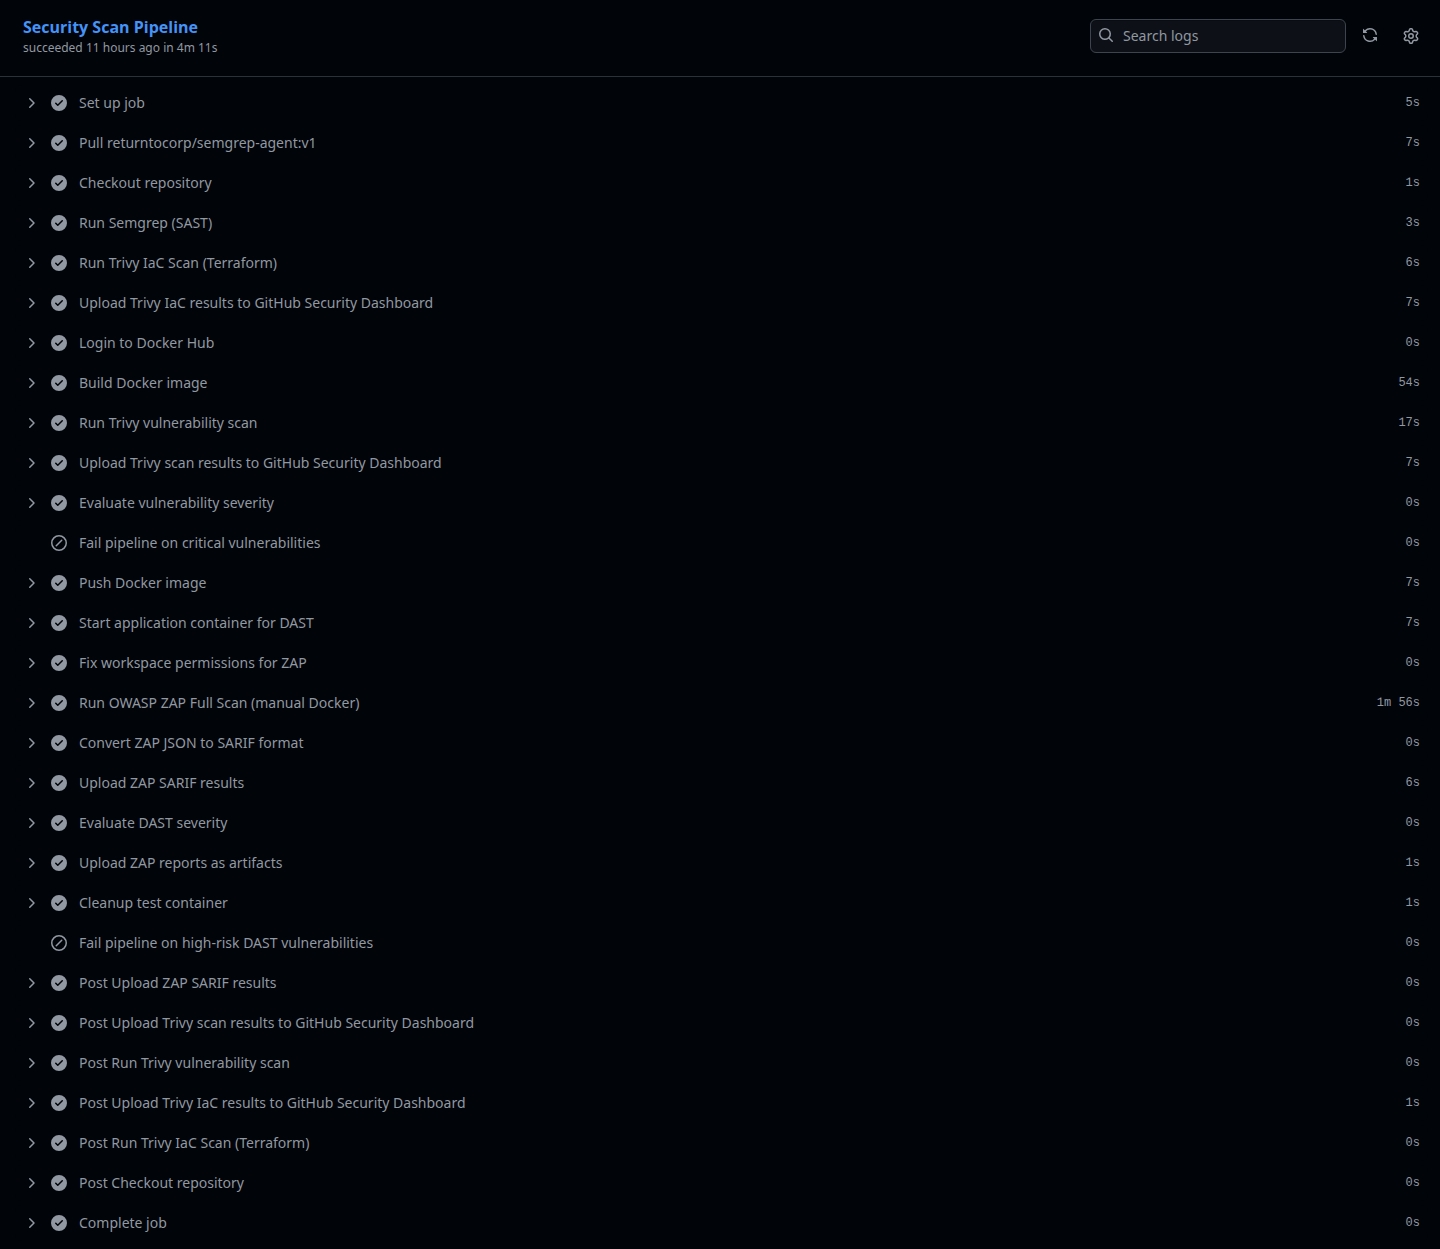 Security Scan Pipeline
succeeded 11 hours ago in 4m 11s
Search logs
Set up job 5s
Pull returntocorp/semgrep-agent:v1 7s
Checkout repository 1s
Run Semgrep (SAST) 3s
Run Trivy IaC Scan (Terraform) 6s
Upload Trivy IaC results to GitHub Security Dashboard 7s
Login to Docker Hub 0s
Build Docker image 54s
Run Trivy vulnerability scan 17s
Upload Trivy scan results to GitHub Security Dashboard 7s
Evaluate vulnerability severity 0s
Fail pipeline on critical vulnerabilities 0s
Push Docker image 7s
Start application container for DAST 7s
Fix workspace permissions for ZAP 0s
Run OWASP ZAP Full Scan (manual Docker) 1m 56s
Convert ZAP JSON to SARIF format 0s
Upload ZAP SARIF results 6s
Evaluate DAST severity 0s
Upload ZAP reports as artifacts 1s
Cleanup test container 1s
Fail pipeline on high-risk DAST vulnerabilities 0s
Post Upload ZAP SARIF results 0s
Post Upload Trivy scan results to GitHub Security Dashboard 0s
Post Run Trivy vulnerability scan 0s
Post Upload Trivy IaC results to GitHub Security Dashboard 1s
Post Run Trivy IaC Scan (Terraform) 0s
Post Checkout repository 0s
Complete job 0s